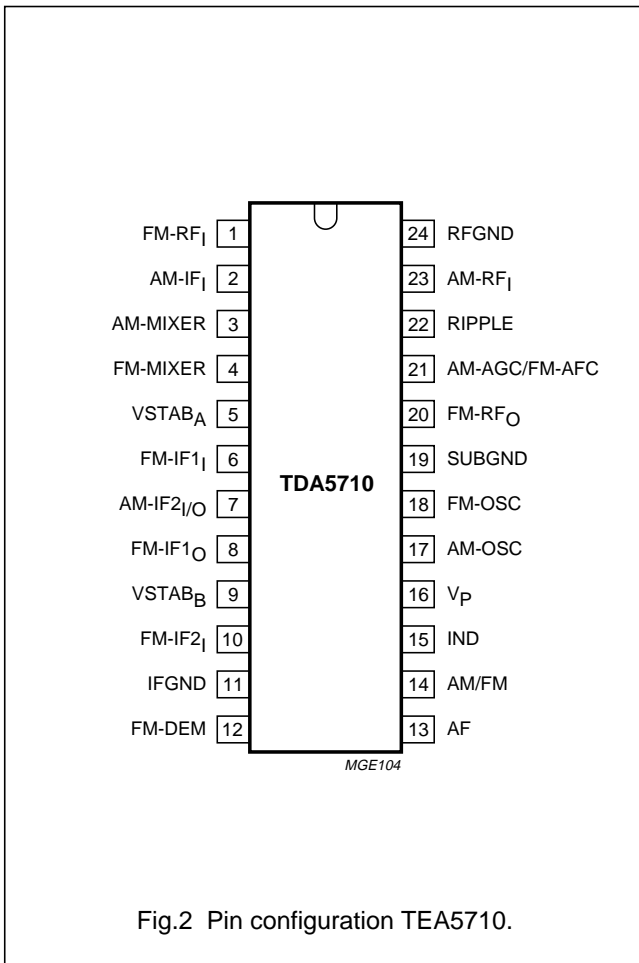 FM-RFI 1 24 RFGND
AM-IFI 2 23 AM-RFI
AM-MIXER 3 22 RIPPLE
FM-MIXER 4 21 AM-AGC/FM-AFC
VSTABA 5 20 FM-RFO
FM-IF1I 6 19 SUBGND
TDA5710
AM-IF2I/O 7 18 FM-OSC
FM-IF1O 8 17 AM-OSC
VSTABB 9 16 VP
FM-IF2I 10 15 IND
IFGND 11 14 AM/FM
FM-DEM 12 13 AF
MGE104
Fig.2 Pin configuration TEA5710.